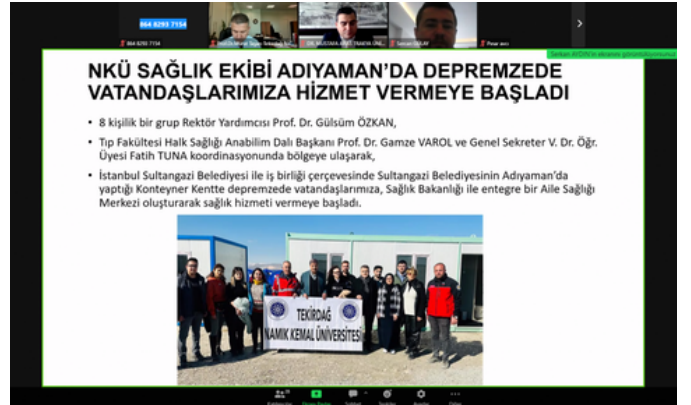 864 8293 7154
864 8293 7154
NKÜ SAĞLIK EKİBİ ADIYAMAN'DA DEPREMZEDE
VATANDAŞLARIMIZA HİZMET VERMEYE BAŞLADI
• 8 kişilik bir grup Rektör Yardımcısı Prof. Dr. Gülsüm ÖZKAN,
• Tıp Fakültesi Halk Sağlığı Anabilim Dalı Başkanı Prof. Dr. Gamze VAROL ve Genel Sekreter V. Dr. Öğr.
Üyesi Fatih TUNA koordinasyonunda bölgeye ulaşarak,
• İstanbul Sultangazi Belediyesi ile iş birliği çerçevesinde Sultangazi Belediyesinin Adıyaman'da
yaptığı Konteyner Kentte depremzede vatandaşlarımıza, Sağlık Bakanlığı ile entegre bir Aile Sağlığı
Merkezi oluşturarak sağlık hizmeti vermeye başladı.
TEKİRDAĞ
NAMIK KEMAL ÜNİVERSİTESİ